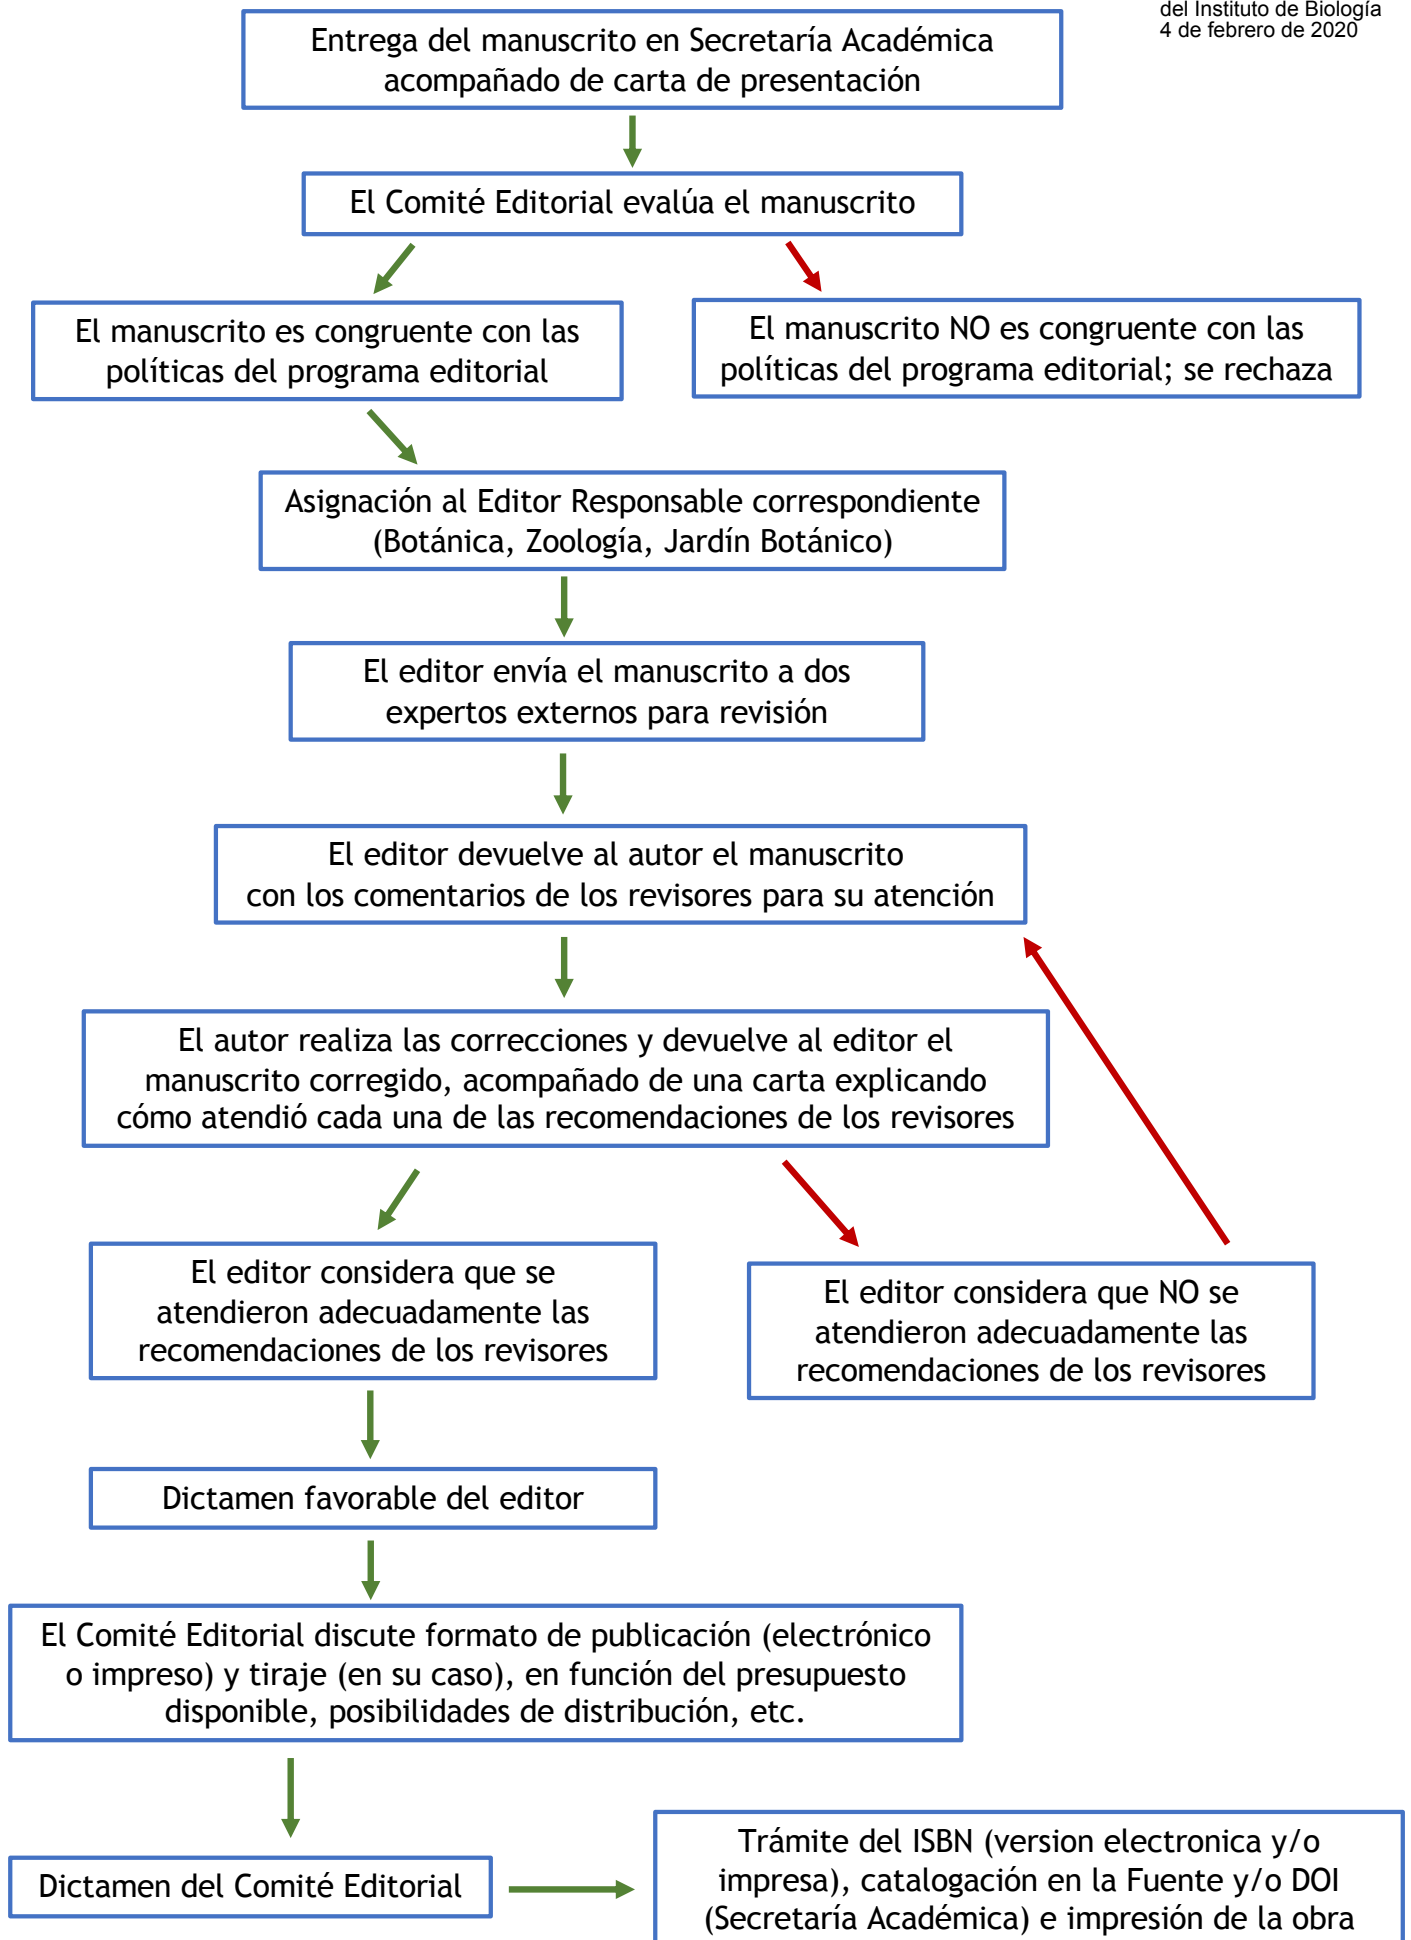 del Instituto de Biología
4 de febrero de 2020
Entrega del manuscrito en Secretaría Académica
acompañado de carta de presentación
El Comité Editorial evalúa el manuscrito
El manuscrito es congruente con las
políticas del programa editorial
El manuscrito NO es congruente con las
políticas del programa editorial; se rechaza
Asignación al Editor Responsable correspondiente
(Botánica, Zoología, Jardín Botánico)
El editor envía el manuscrito a dos
expertos externos para revisión
El editor devuelve al autor el manuscrito
con los comentarios de los revisores para su atención
El autor realiza las correcciones y devuelve al editor el
manuscrito corregido, acompañado de una carta explicando
cómo atendió cada una de las recomendaciones de los revisores
El editor considera que se
atendieron adecuadamente las
recomendaciones de los revisores
El editor considera que NO se
atendieron adecuadamente las
recomendaciones de los revisores
Dictamen favorable del editor
El Comité Editorial discute formato de publicación (electrónico
o impreso) y tiraje (en su caso), en función del presupuesto
disponible, posibilidades de distribución, etc.
Dictamen del Comité Editorial
Trámite del ISBN (version electronica y/o
impresa), catalogación en la Fuente y/o DOI
(Secretaría Académica) e impresión de la obra